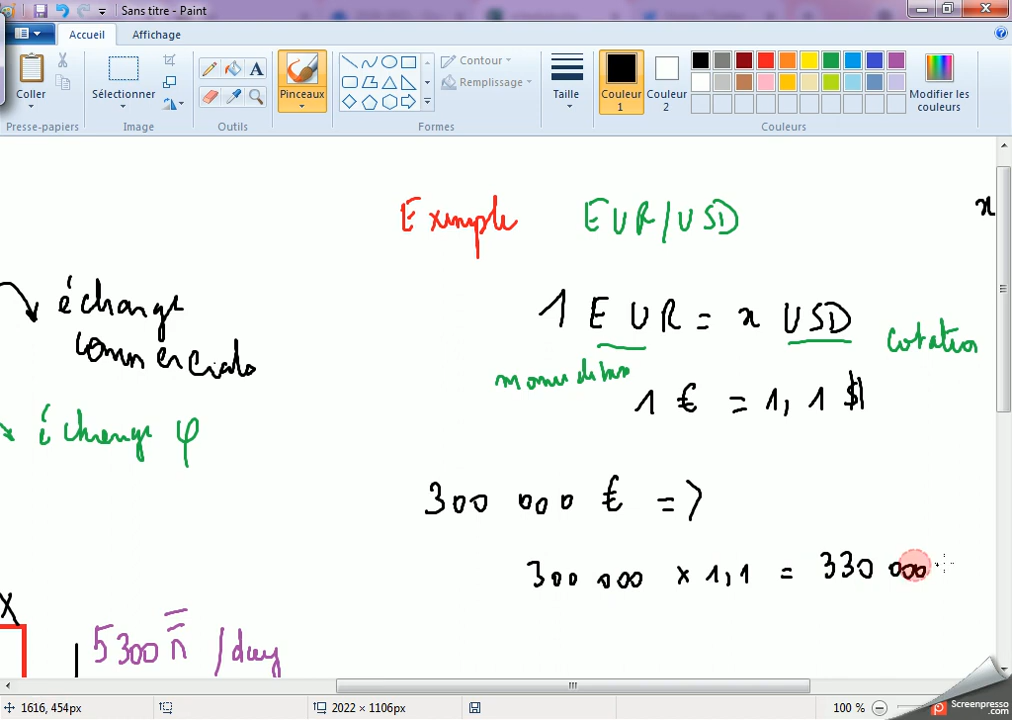 Sans titre - Paint
Accueil Affichage
Coller
Sélectionner
Pinceaux
Contour
Remplissage
Taille
Couleur 1
Couleur 2
Modifier les couleurs
Presse-papiers Image Outils Formes Couleurs
Exemple EUR/USD x
échange
1 EUR = x USD
cotation
1 € = 1,1 $
échange φ
300 000 € =>
300 000 x 1,1 = 330 000
X
5300 /day
1616, 454px
2022 × 1106px
100 %
Screenpresso
.com